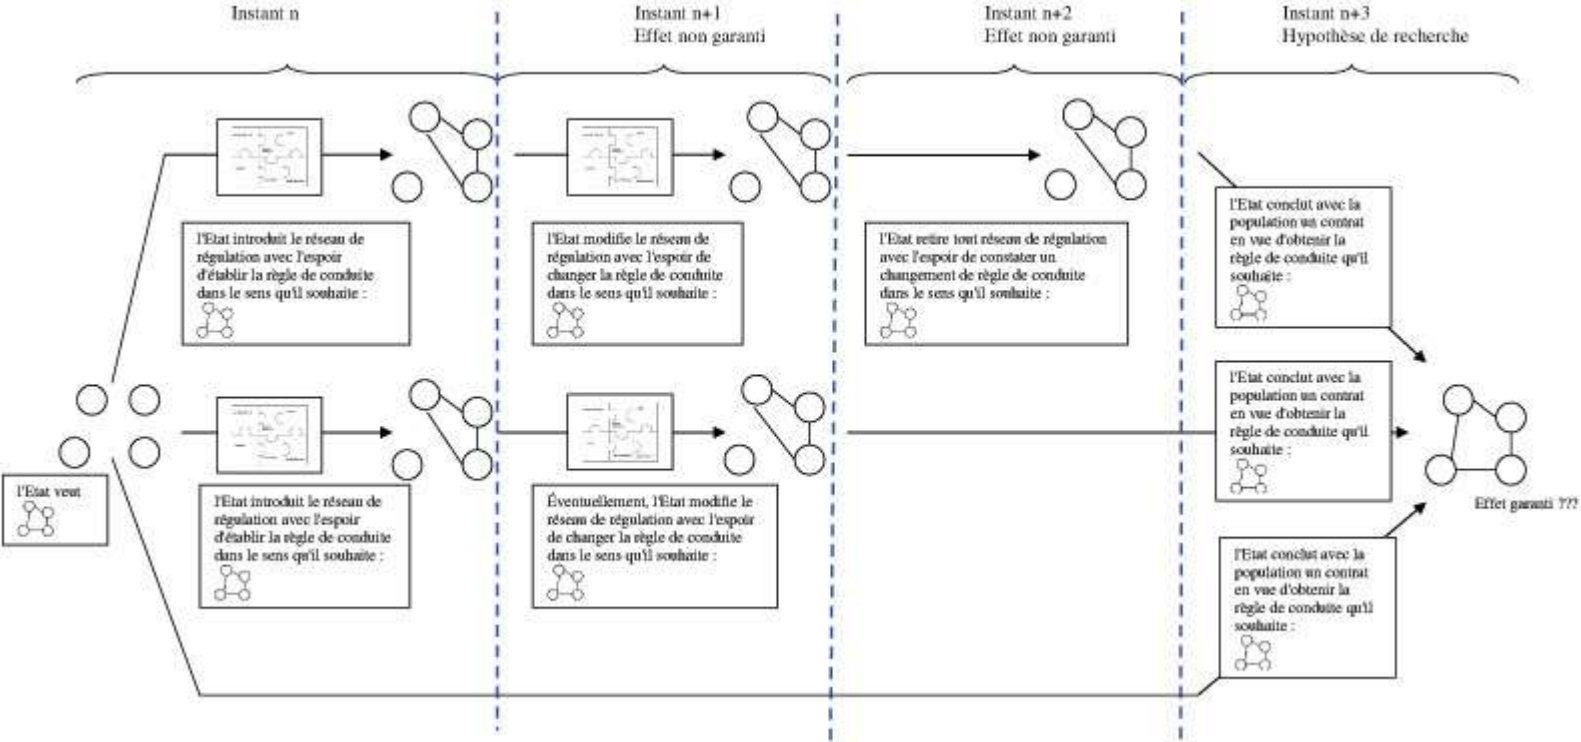 Instant n
Instant n+1
Effet non garanti
Instant n+2
Effet non garanti
Instant n+3
Hypothèse de recherche
l'Etat introduit le réseau de
régulation avec l'espoir
d'établir la règle de conduite
dans le sens qu'il souhaite :
l'Etat modifie le réseau de
régulation avec l'espoir de
changer la règle de conduite
dans le sens qu'il souhaite :
l'Etat retire tout réseau de régulation
avec l'espoir de constater un
changement de règle de conduite
dans le sens qu'il souhaite :
l'Etat conclut avec la
population un contrat
en vue d'obtenir la
règle de conduite qu'il
souhaite :
l'Etat veut
l'Etat introduit le réseau de
régulation avec l'espoir
d'établir la règle de conduite
dans le sens qu'il souhaite :
Éventuellement, l'Etat modifie le
réseau de régulation avec l'espoir
de changer la règle de conduite
dans le sens qu'il souhaite :
l'Etat conclut avec la
population un contrat
en vue d'obtenir la
règle de conduite qu'il
souhaite :
Effet garanti ???
l'Etat conclut avec la
population un contrat
en vue d'obtenir la
règle de conduite qu'il
souhaite :